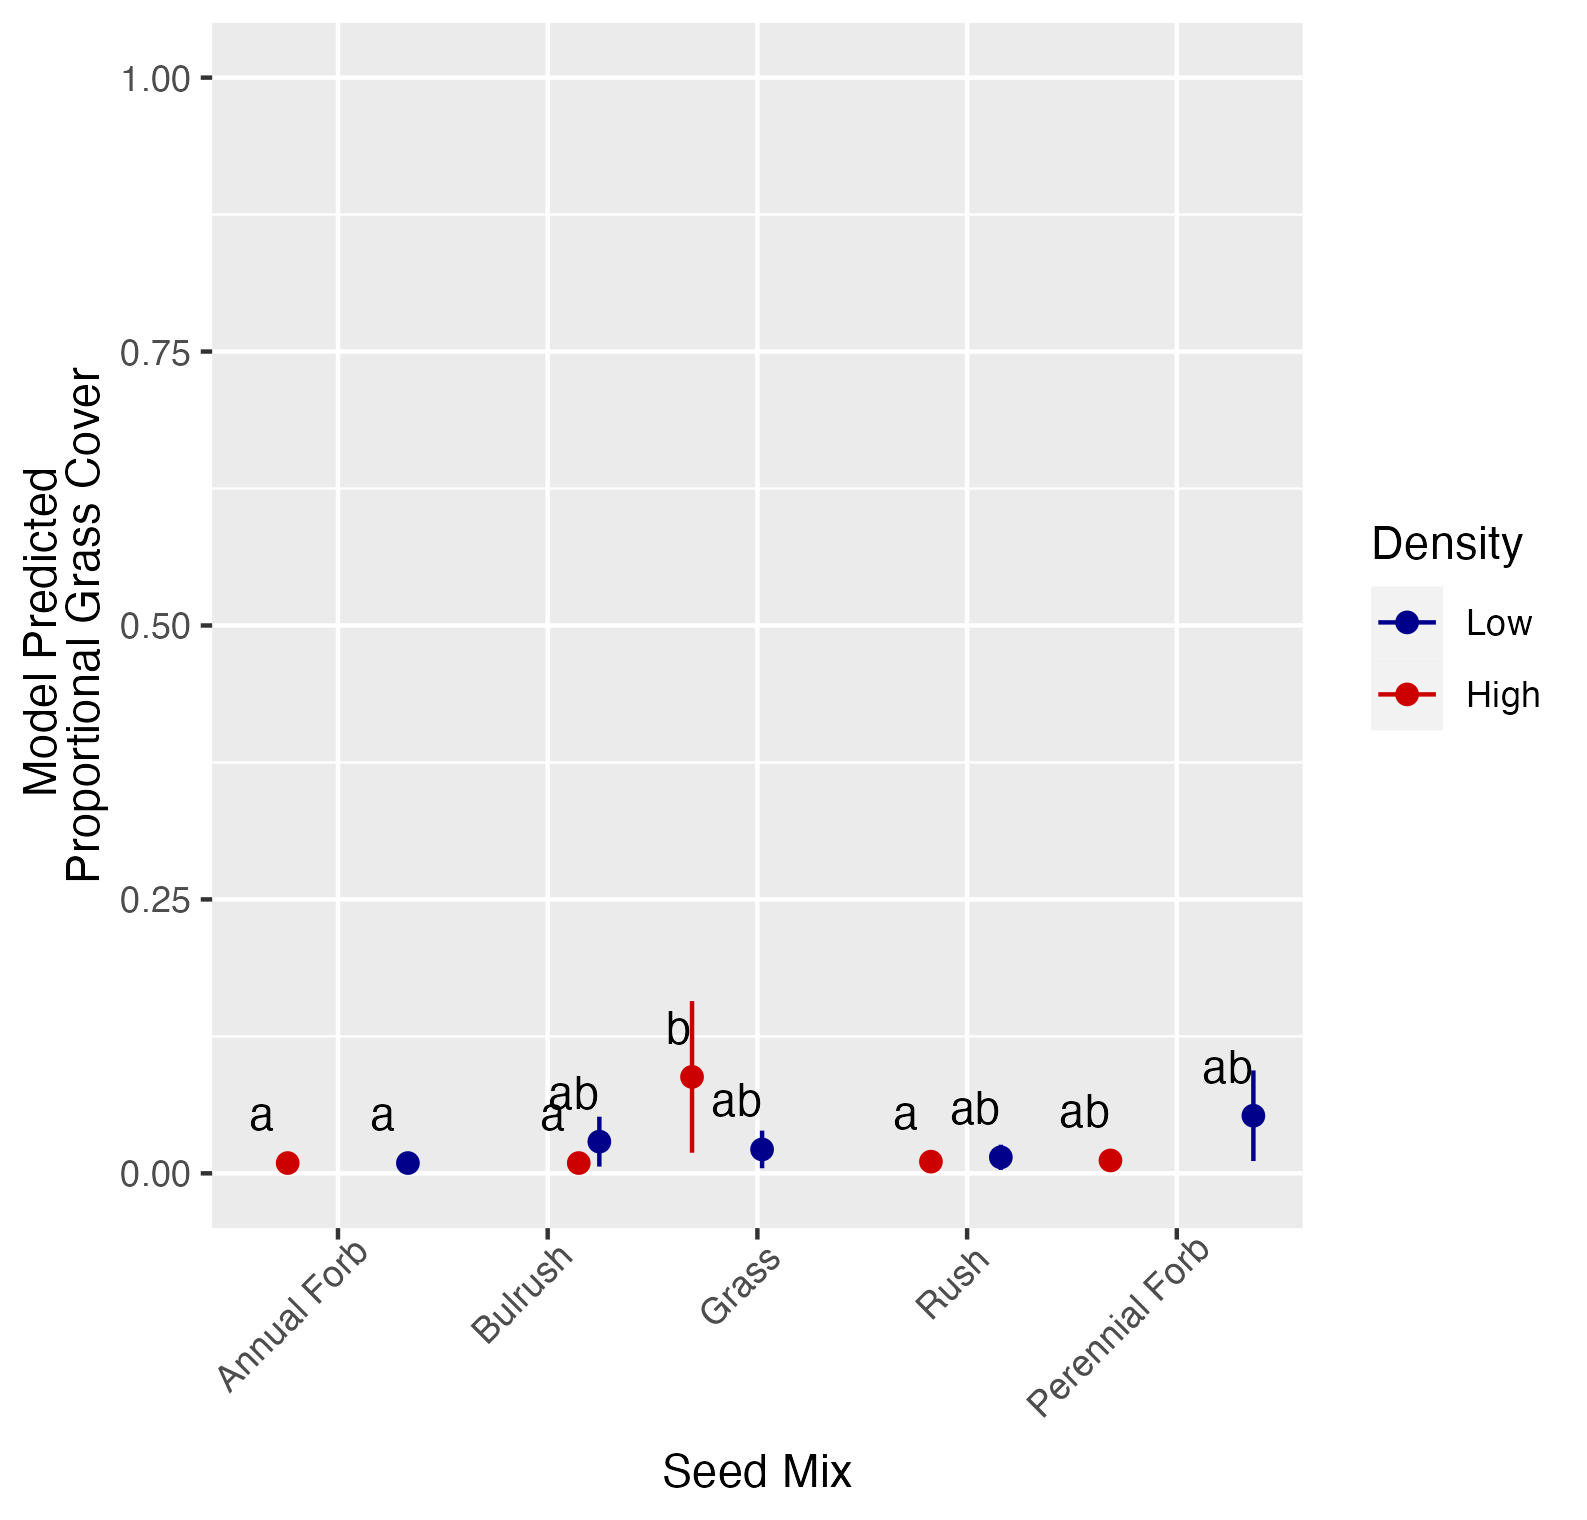 Model Predicted
Proportional Grass Cover
1.00
0.75
0.50
0.25
0.00
a
a
a
ab
b
ab
a
ab
ab
ab
Annual Forb
Bulrush
Grass
Rush
Perennial Forb
Seed Mix
Density
Low
High